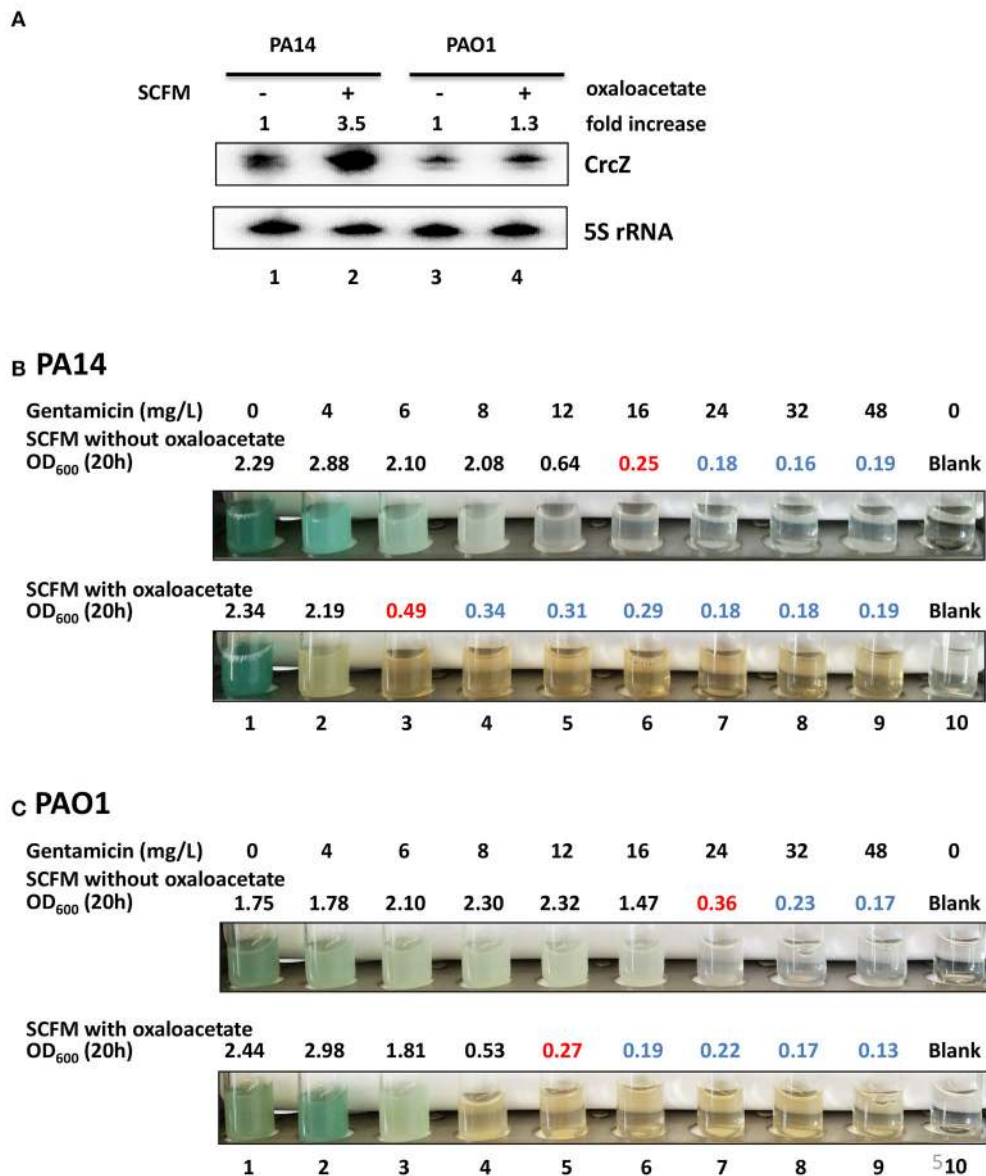 A
PA14 PAO1
SCFM - + - + oxaloacetate
1 3.5 1 1.3 fold increase
CrcZ
5S rRNA
1 2 3 4
B PA14
Gentamicin (mg/L) 0 4 6 8 12 16 24 32 48 0
SCFM without oxaloacetate
OD600 (20h) 2.29 2.88 2.10 2.08 0.64 0.25 0.18 0.16 0.19 Blank
SCFM with oxaloacetate
OD600 (20h) 2.34 2.19 0.49 0.34 0.31 0.29 0.18 0.18 0.19 Blank
1 2 3 4 5 6 7 8 9 10
C PAO1
Gentamicin (mg/L) 0 4 6 8 12 16 24 32 48 0
SCFM without oxaloacetate
OD600 (20h) 1.75 1.78 2.10 2.30 2.32 1.47 0.36 0.23 0.17 Blank
SCFM with oxaloacetate
OD600 (20h) 2.44 2.98 1.81 0.53 0.27 0.19 0.22 0.17 0.13 Blank
1 2 3 4 5 6 7 8 9 5 10